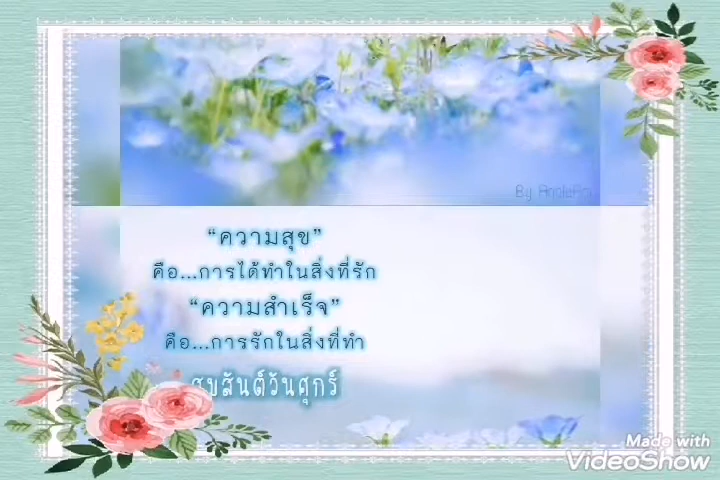 “ความสุข”
คือ...การได้ทำในสิ่งที่รัก
“ความสำเร็จ”
คือ...การรักในสิ่งที่ทำ
สุขสันต์วันศุกร์
Made with
VideoShow